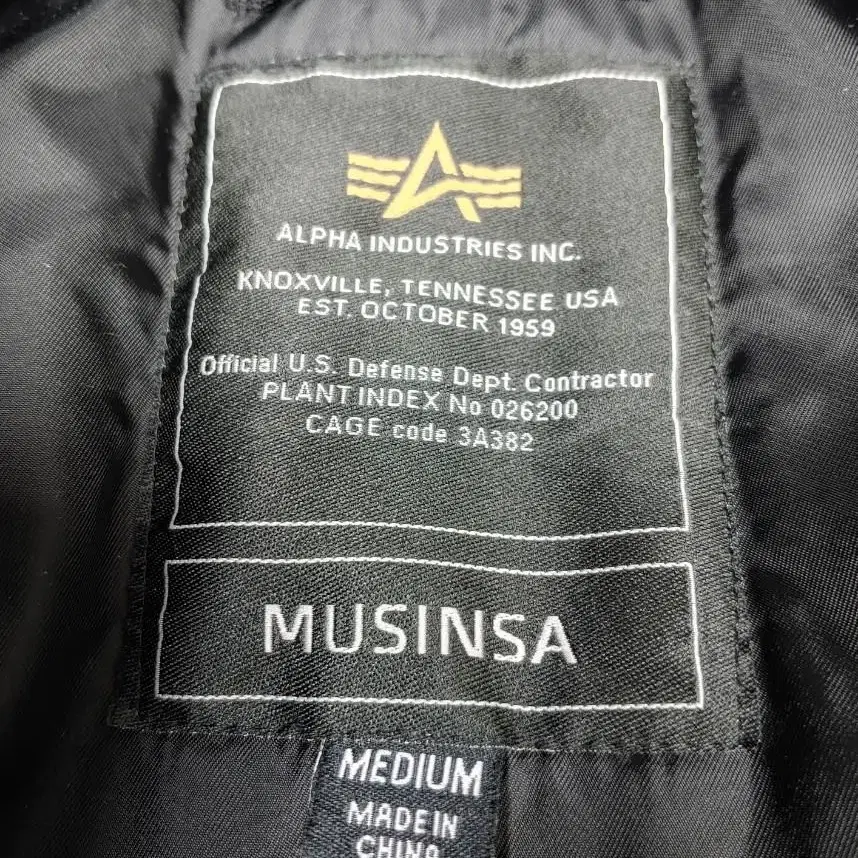 ALPHA INDUSTRIES INC.
KNOXVILLE, TENNESSEE USA
EST. OCTOBER 1959
Official U.S. Defense Dept. Contractor
PLANT INDEX No 026200
CAGE code 3A382
MUSINSA
MEDIUM
MADE IN
CHINA